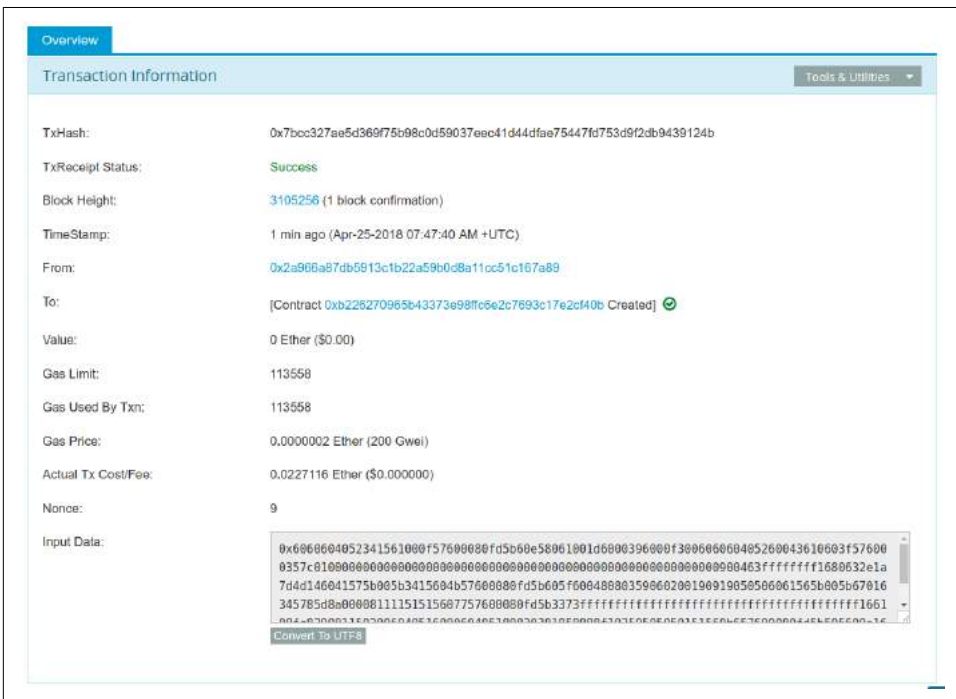 Overview
Transaction Information
Tools & Utilities
TxHash: 0x7bcc327ae5d369f75b98c0d59037eec41d44dfae75447fd753d9f2db9439124b
TxReceipt Status: Success
Block Height: 3105256 (1 block confirmation)
TimeStamp: 1 min ago (Apr-25-2018 07:47:40 AM +UTC)
From: 0x2a966a87db5913c1b22a59b0d8a11cc51c167a89
To: [Contract 0xb226270965b43373e98ffc6e2c7693c17e2cf40b Created]
Value: 0 Ether ($0.00)
Gas Limit: 113558
Gas Used By Txn: 113558
Gas Price: 0.0000002 Ether (200 Gwei)
Actual Tx Cost/Fee: 0.0227116 Ether ($0.000000)
Nonce: 9
Input Data:
0x6060604052341561000f57600080fd5b60e58061001d6000396000f300606060405260043610603f57600
7d4d146041575b005b3415604b57600080fd5b605f60048080359060200190919050506061565b005b67016
Convert To UTF8